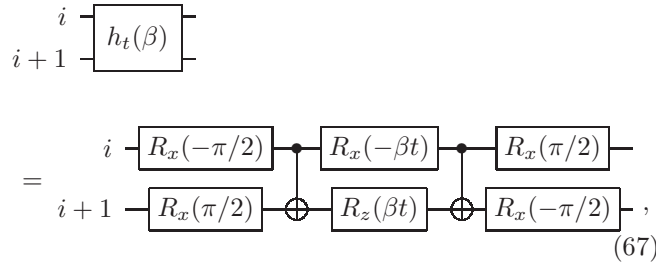 i
h_t(β)
i + 1
i R_x(−π/2) R_x(−βt) R_x(π/2)
=
i + 1 R_x(π/2) R_z(βt) R_x(−π/2) ,
(67)